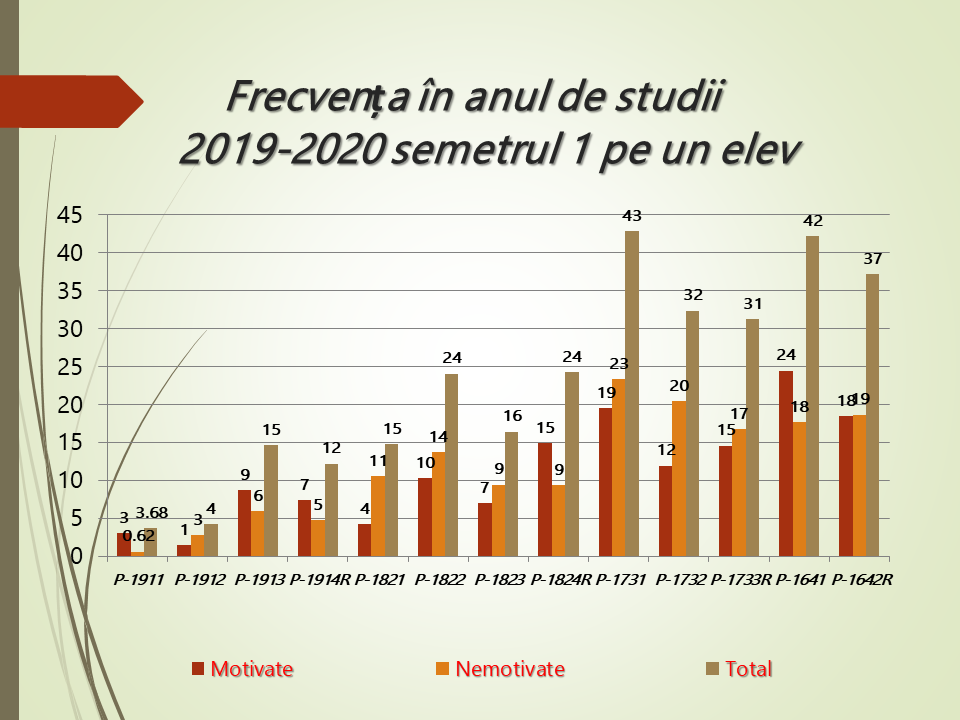 Frecvența în anul de studii
2019-2020 semetrul 1 pe un elev
45
40
35
30
25
20
15
10
5
0
3 0.62 3.68
1 3 4
9 6 15
7 5 12
4 11 15
10 14 24
7 9 16
15 9 24
19 23 43
12 20 32
15 17 31
24 18 42
18 19 37
P-1911 P-1912 P-1913 P-1914R P-1821 P-1822 P-1823 P-1824R P-1731 P-1732 P-1733R P-1641 P-1642R
Motivate Nemotivate Total